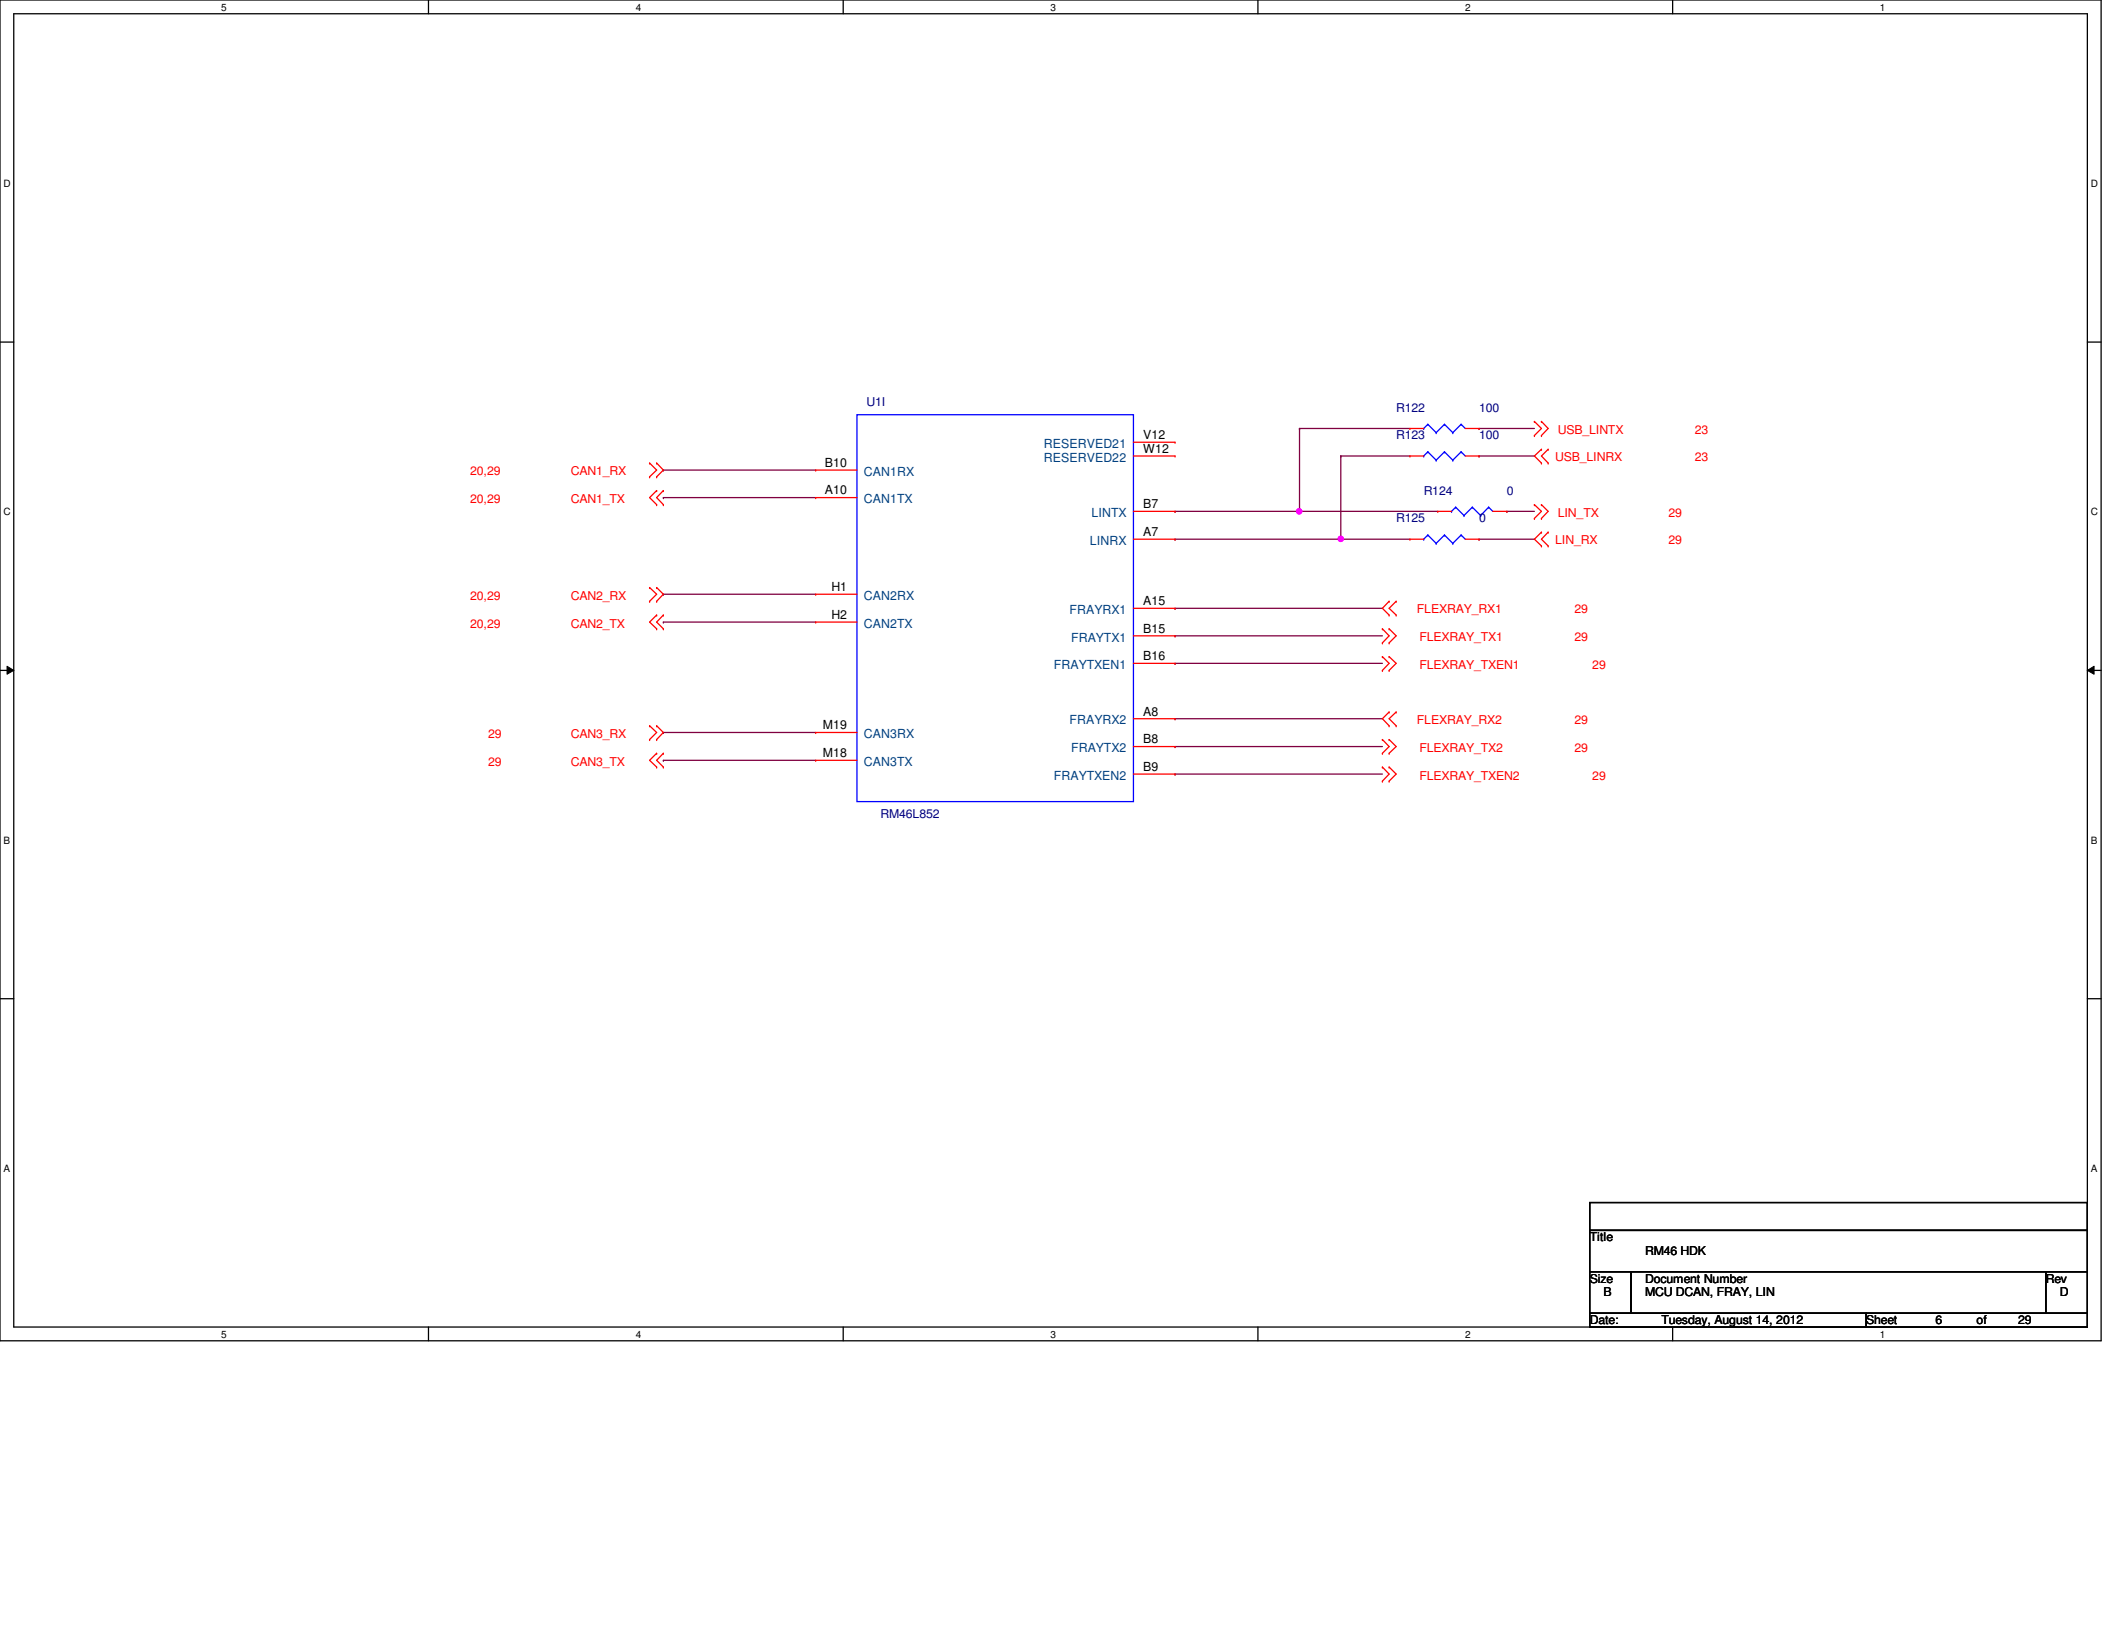 5 4 3 2 1
D D
U1I
R122 100
V12
RESERVED21
USB_LINTX 23
R123 100
W12
RESERVED22
USB_LINRX 23
20,29 CAN1_RX B10 CAN1RX
20,29 CAN1_TX A10 CAN1TX
R124 0
C C
LINTX B7 LIN_TX 29
R125 0
LINRX A7 LIN_RX 29
20,29 CAN2_RX H1 CAN2RX
FRAYRX1 A15 FLEXRAY_RX1 29
20,29 CAN2_TX H2 CAN2TX
FRAYTX1 B15 FLEXRAY_TX1 29
FRAYTXEN1 B16 FLEXRAY_TXEN1 29
FRAYRX2 A8 FLEXRAY_RX2 29
29 CAN3_RX M19 CAN3RX
FRAYTX2 B8 FLEXRAY_TX2 29
29 CAN3_TX M18 CAN3TX
FRAYTXEN2 B9 FLEXRAY_TXEN2 29
RM46L852
B B
A A
Title
RM46 HDK
Size Document Number Rev
B MCU DCAN, FRAY, LIN D
Date: Tuesday, August 14, 2012 Sheet 6 of 29
5 4 3 2 1